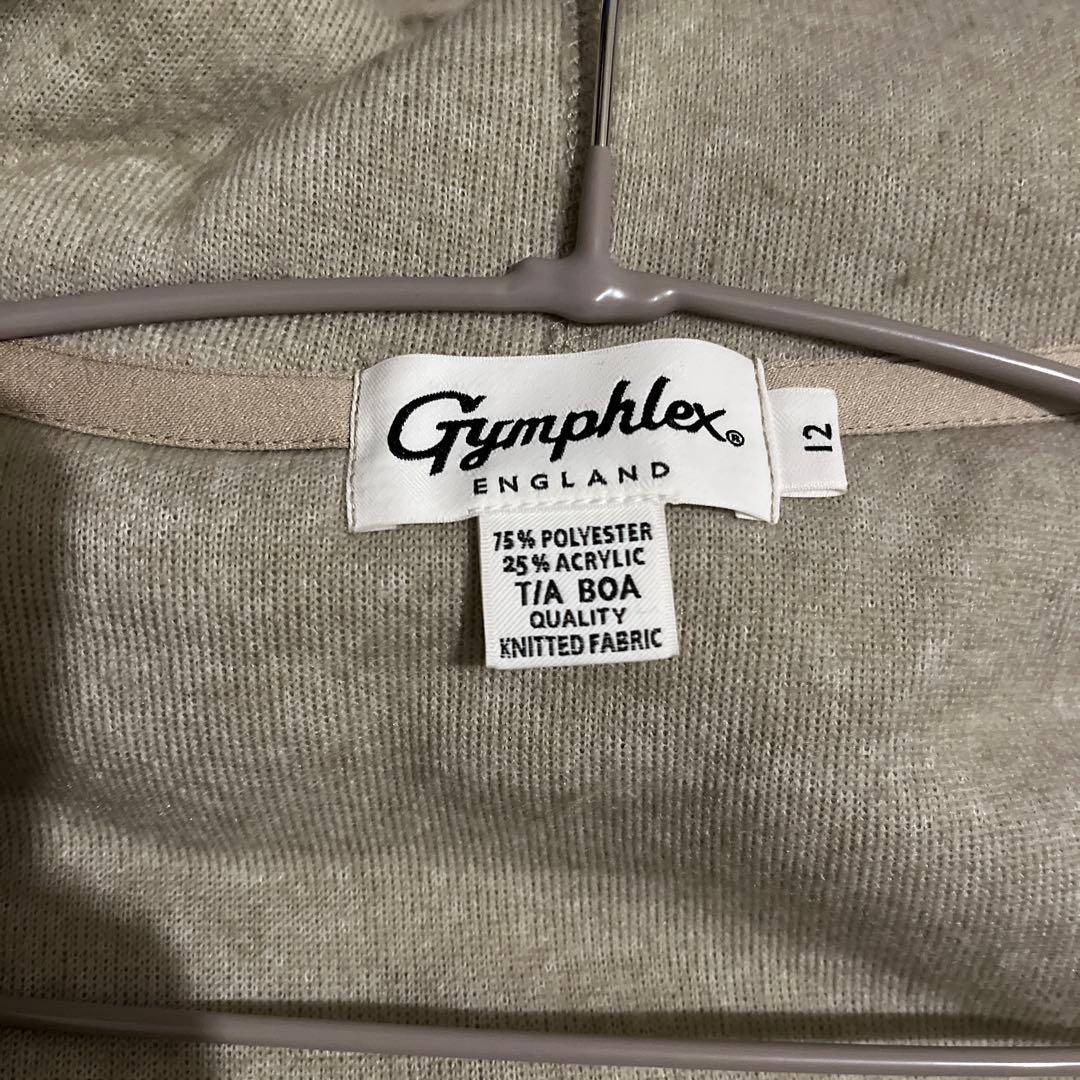 Gymphlex®
ENGLAND
12
75% POLYESTER
25% ACRYLIC
T/A BOA
QUALITY
KNITTED FABRIC